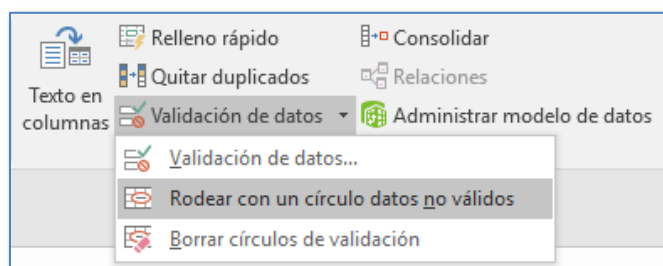 Texto en
columnas
Relleno rápido
Quitar duplicados
Validación de datos
Consolidar
Relaciones
Administrar modelo de datos
Validación de datos...
Rodear con un círculo datos no válidos
Borrar círculos de validación